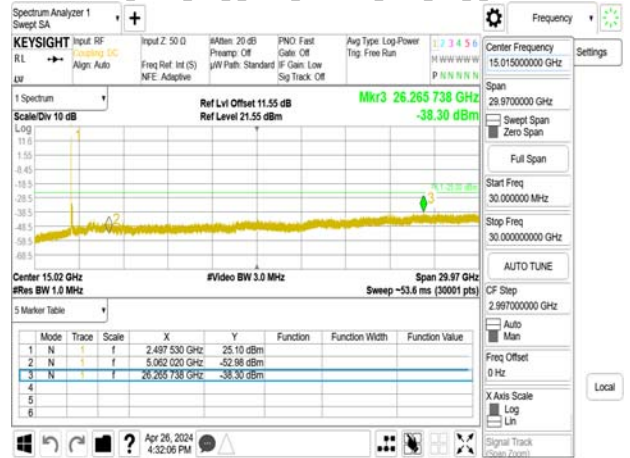 Spectrum Analyzer 1
Swept SA
Frequency
KEYSIGHT Input: RF Input Z: 50 Ω #Atten: 20 dB PNO: Fast Avg Type: Log-Power 1 2 3 4 5 6
RL Coupling: DC Preamp: Off Gate: Off Trig: Free Run M W W W W W
Align: Auto Freq Ref: Int (S) µW Path: Standard IF Gain: Low
NFE: Adaptive Sig Track: Off P N N N N N
1 Spectrum
Ref Lvl Offset 11.55 dB
Mkr3 26.265 738 GHz
Scale/Div 10 dB
Ref Level 21.55 dBm
-38.30 dBm
Log
11.6
1.55
-8.45
-18.5
-28.5
-38.5
-48.5
-58.5
-68.5
1
2
3
Center 15.02 GHz
#Video BW 3.0 MHz
Span 29.97 GHz
#Res BW 1.0 MHz
Sweep ~53.6 ms (30001 pts)
5 Marker Table
Mode Trace Scale X Y Function Function Width Function Value
1 N 1 f 2.497 530 GHz 25.10 dBm
2 N 1 f 5.062 020 GHz -52.98 dBm
3 N 1 f 26.265 738 GHz -38.30 dBm
4
5
6
?
Apr 26, 2024
4:32:06 PM
Center Frequency
15.015000000 GHz
Settings
Span
29.9700000 GHz
Swept Span
Zero Span
Full Span
Start Freq
30.000000 MHz
Stop Freq
30.000000000 GHz
AUTO TUNE
CF Step
2.997000000 GHz
Auto
Man
Freq Offset
0 Hz
Local
X Axis Scale
Log
Lin
Signal Track
(Span Zoom)